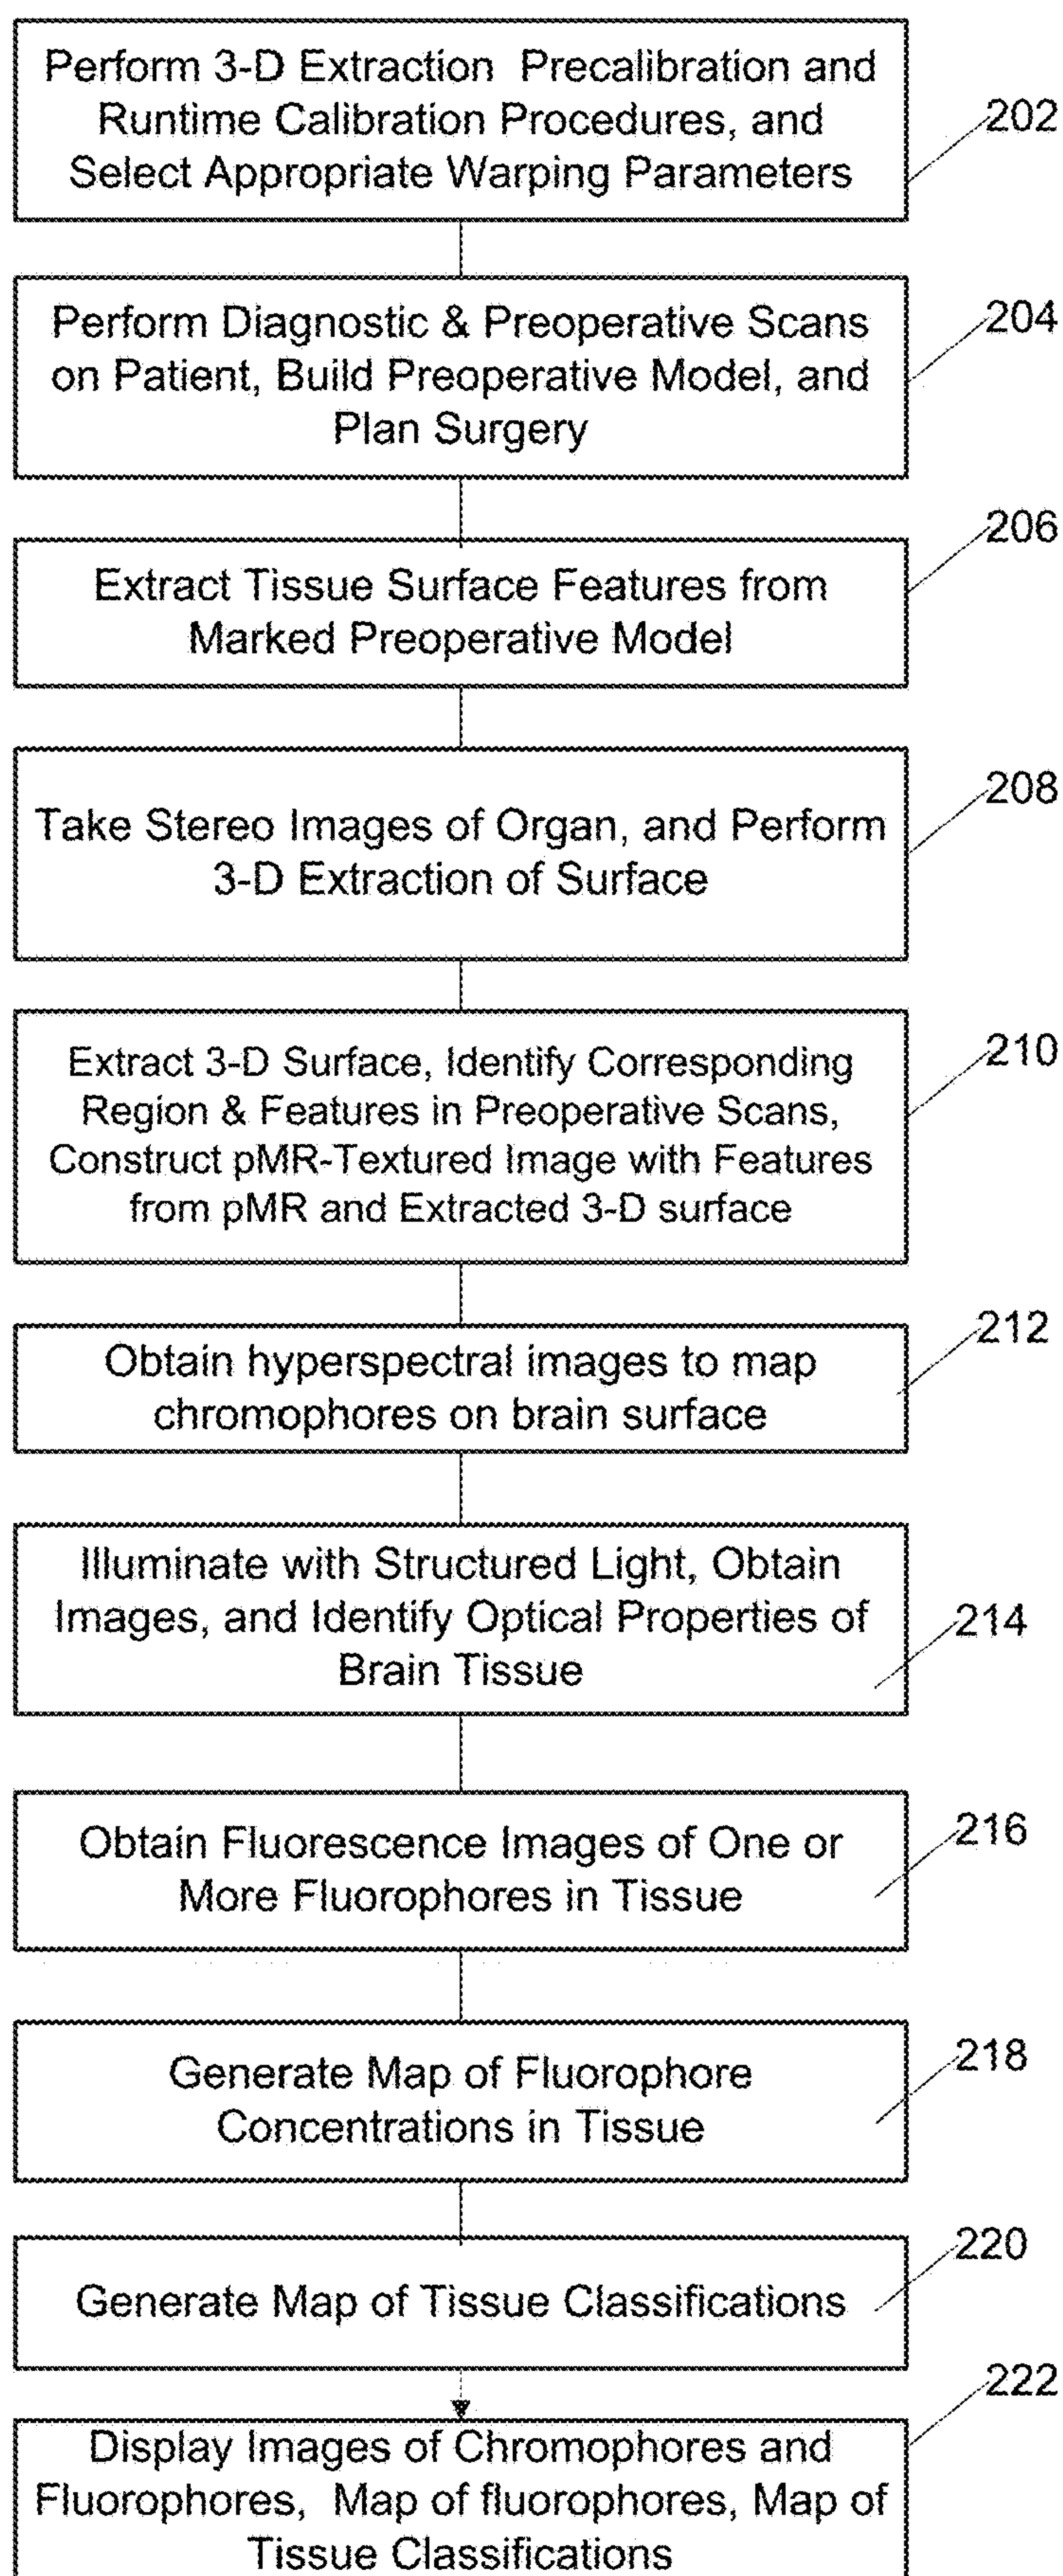 Perform 3-D Extraction Precalibration and
Runtime Calibration Procedures, and
Select Appropriate Warping Parameters
202
Perform Diagnostic & Preoperative Scans
on Patient, Build Preoperative Model, and
Plan Surgery
204
Extract Tissue Surface Features from
Marked Preoperative Model
206
Take Stereo Images of Organ, and Perform
3-D Extraction of Surface
208
Extract 3-D Surface, Identify Corresponding
Region & Features in Preoperative Scans,
Construct pMR-Textured Image with Features
from pMR and Extracted 3-D surface
210
Obtain hyperspectral images to map
chromophores on brain surface
212
Illuminate with Structured Light, Obtain
Images, and Identify Optical Properties of
Brain Tissue
214
Obtain Fluorescence Images of One or
More Fluorophores in Tissue
216
Generate Map of Fluorophore
Concentrations in Tissue
218
Generate Map of Tissue Classifications
220
Display Images of Chromophores and
Fluorophores, Map of fluorophores, Map of
Tissue Classifications
222